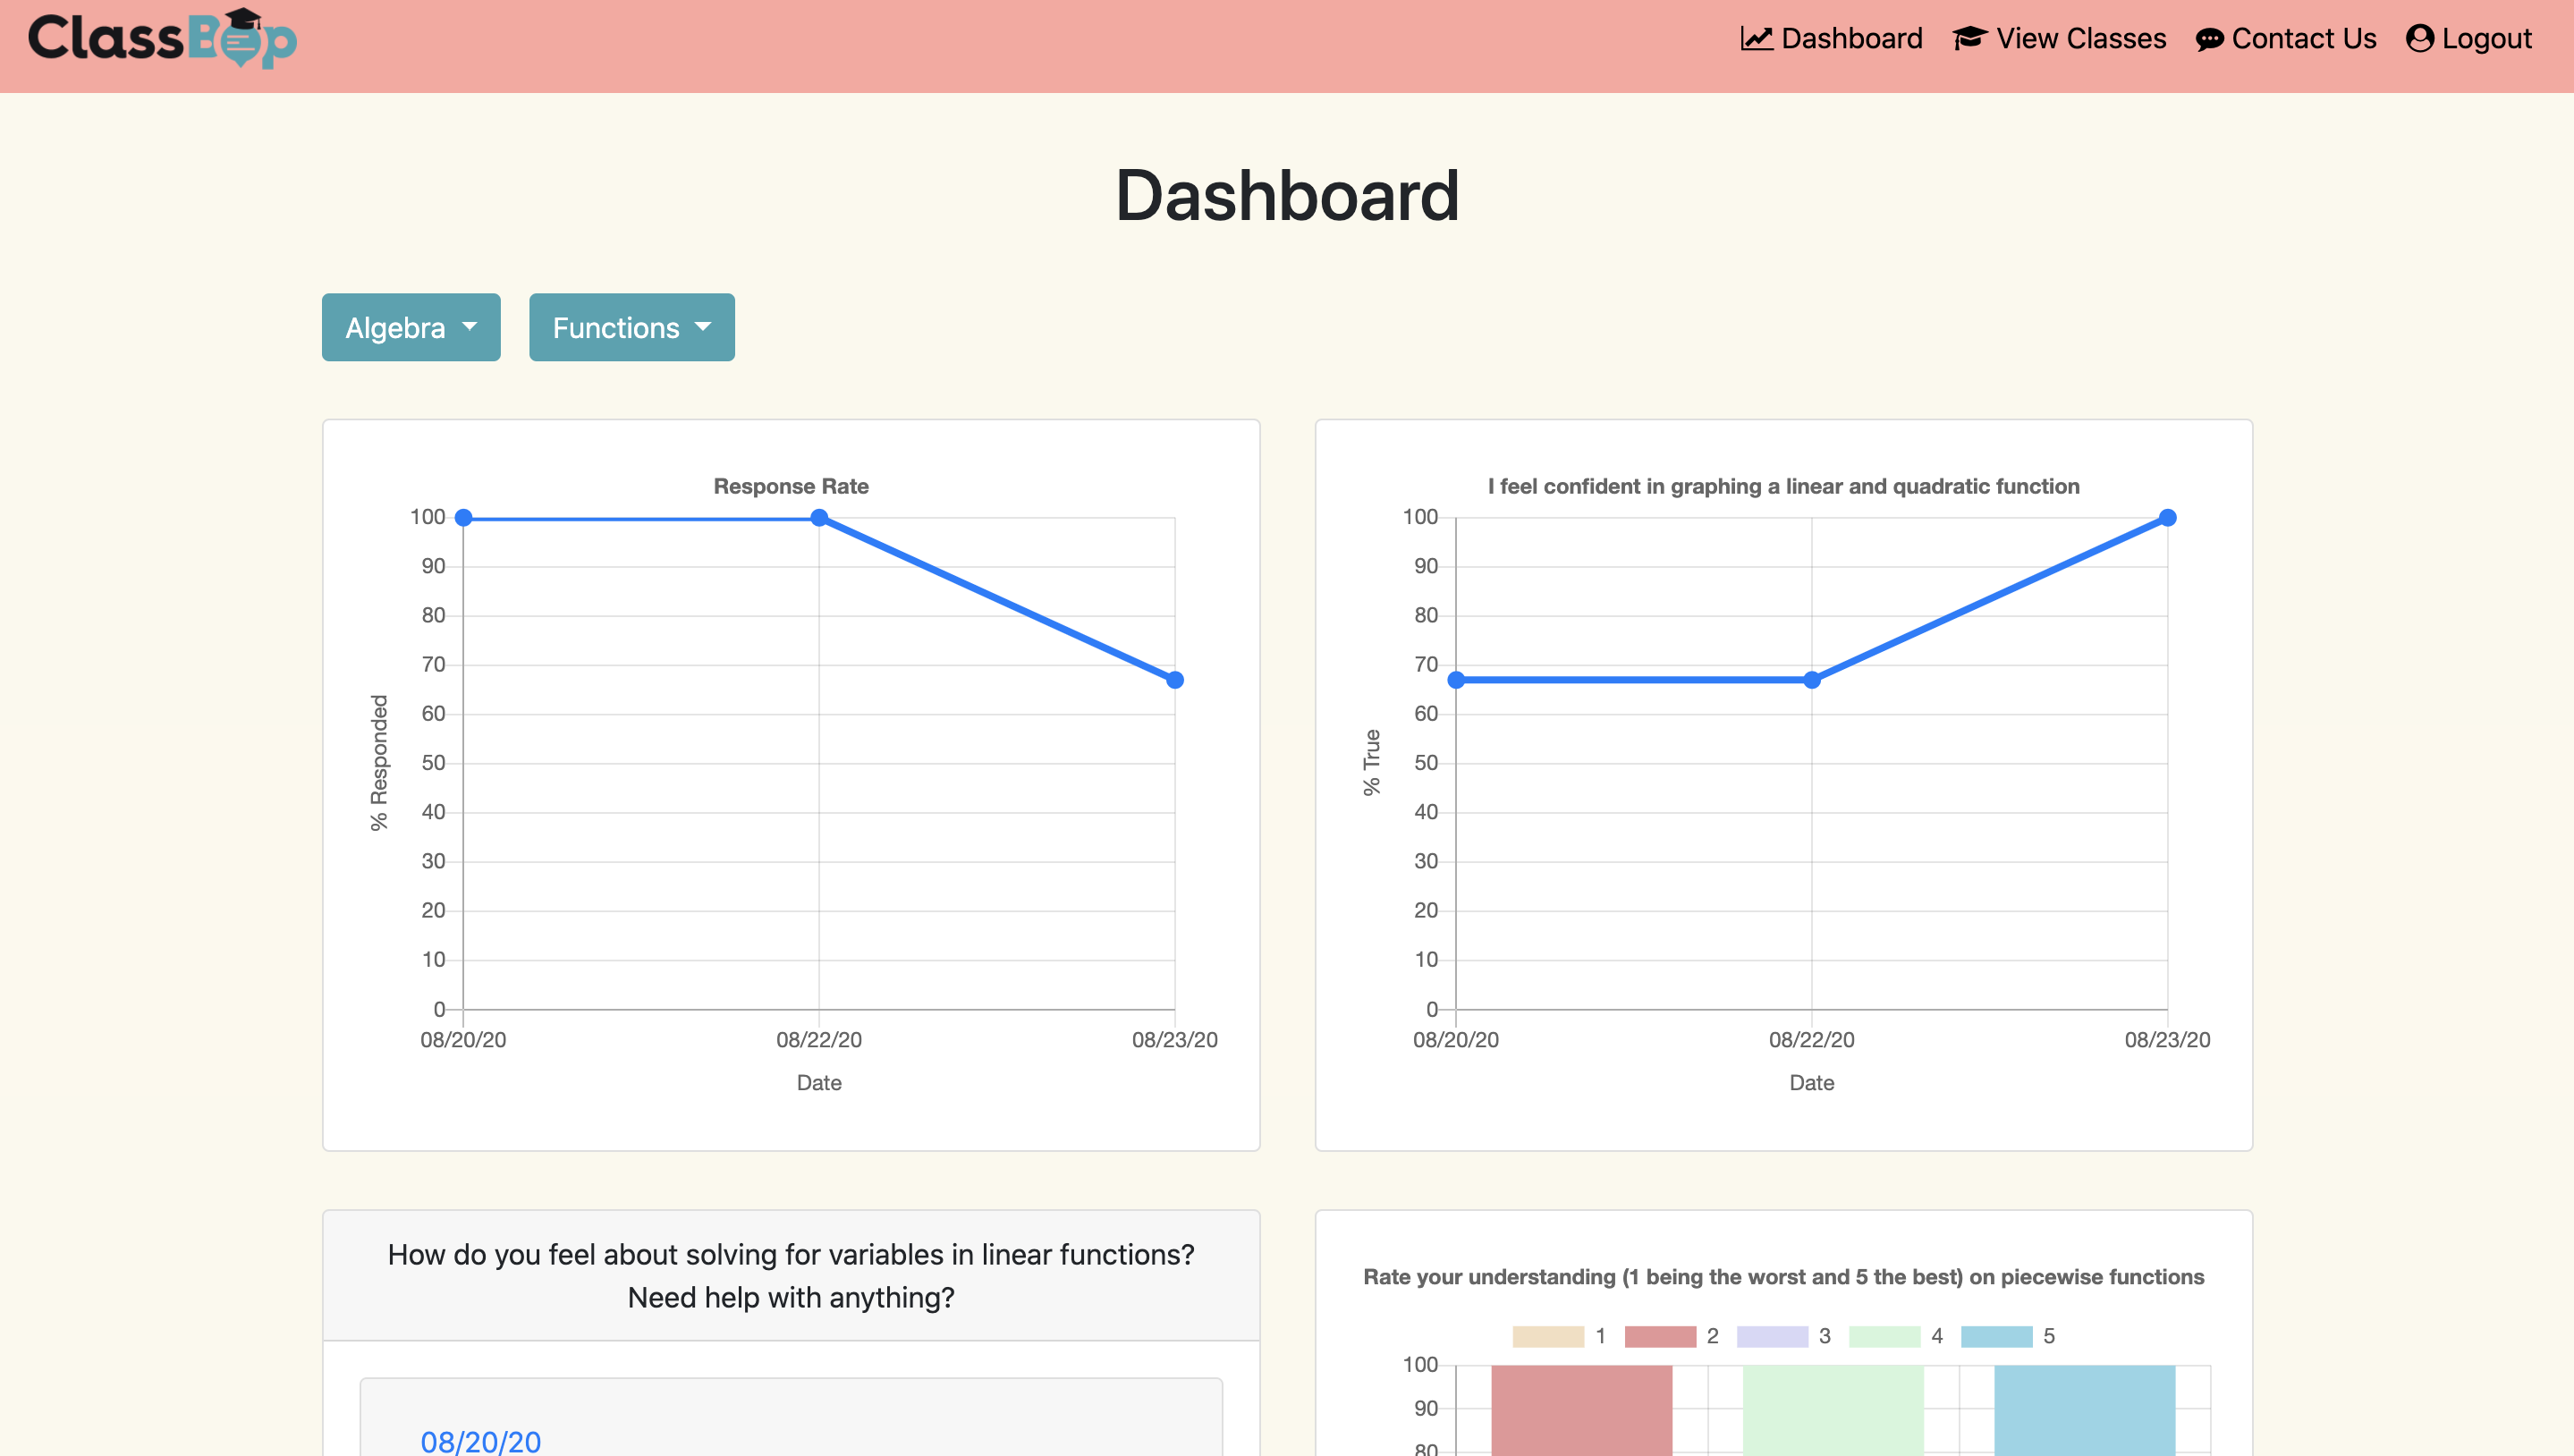 ClassBop
Dashboard
View Classes
Contact Us
Logout
Dashboard
Algebra
Functions
Response Rate
100
90
80
70
60
50
40
30
20
10
0
% Responded
08/20/20
08/22/20
08/23/20
Date
I feel confident in graphing a linear and quadratic function
100
90
80
70
60
50
40
30
20
10
0
% True
08/20/20
08/22/20
08/23/20
Date
How do you feel about solving for variables in linear functions?
Need help with anything?
08/20/20
Rate your understanding (1 being the worst and 5 the best) on piecewise functions
1 2 3 4 5
100
90
80